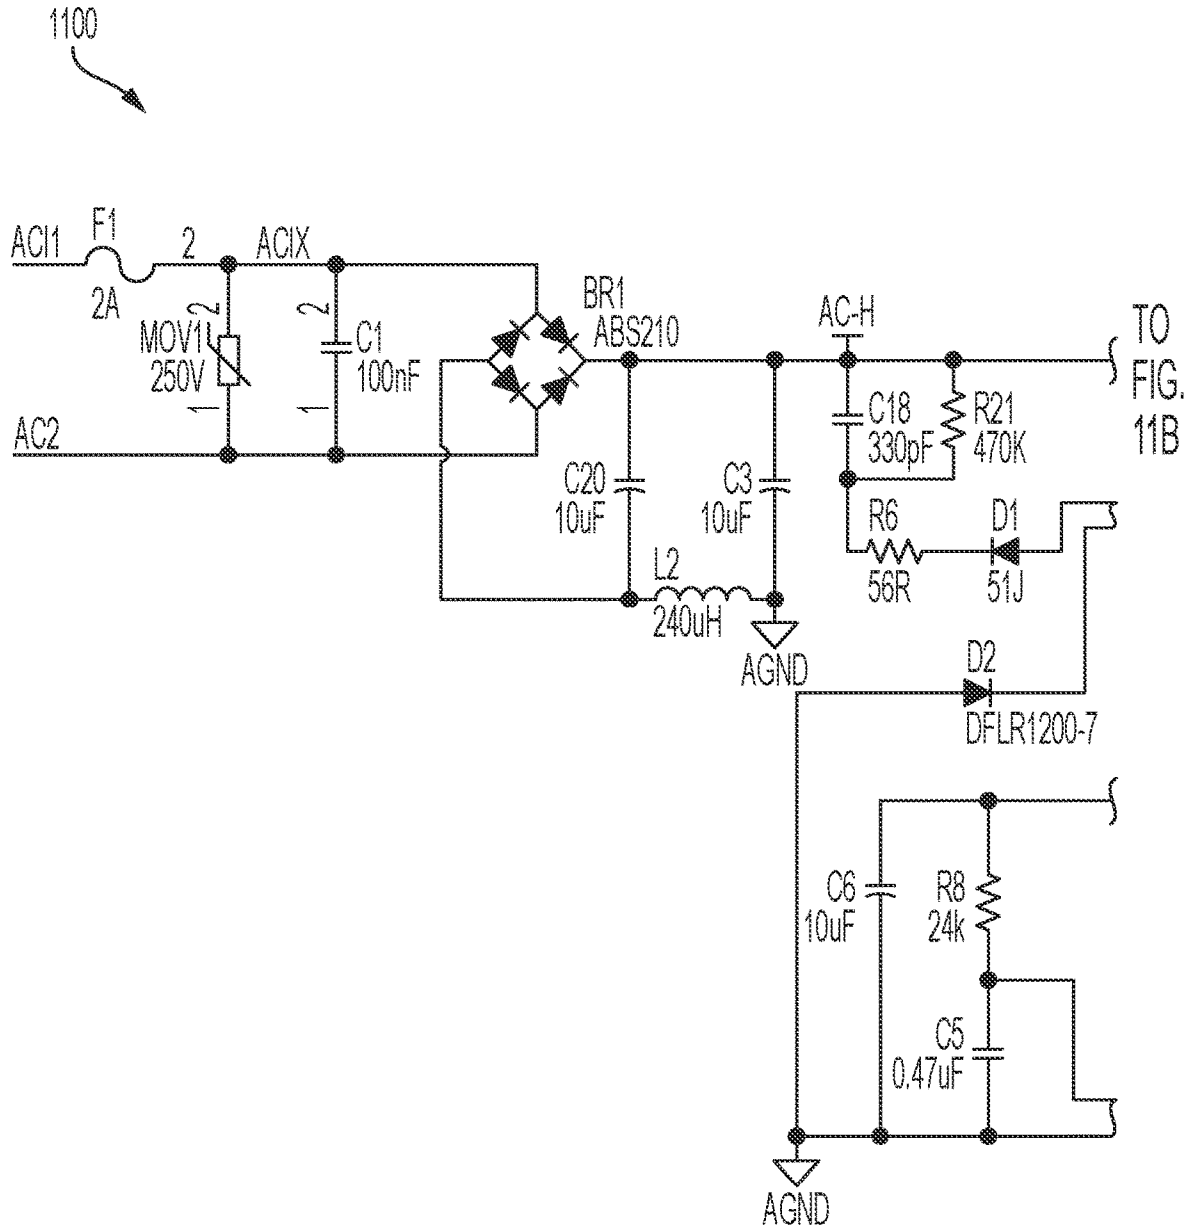 1100
ACI1
F1
2A
2
ACIX
2
MOV1
250V
1
2
C1
100nF
1
AC2
BR1
ABS210
AC-H
TO
FIG.
11B
C18
330pF
R21
470K
C20
10uF
C3
10uF
R6
56R
D1
51J
L2
240uH
AGND
D2
DFLR1200-7
C6
10uF
R8
24k
C5
0.47uF
AGND